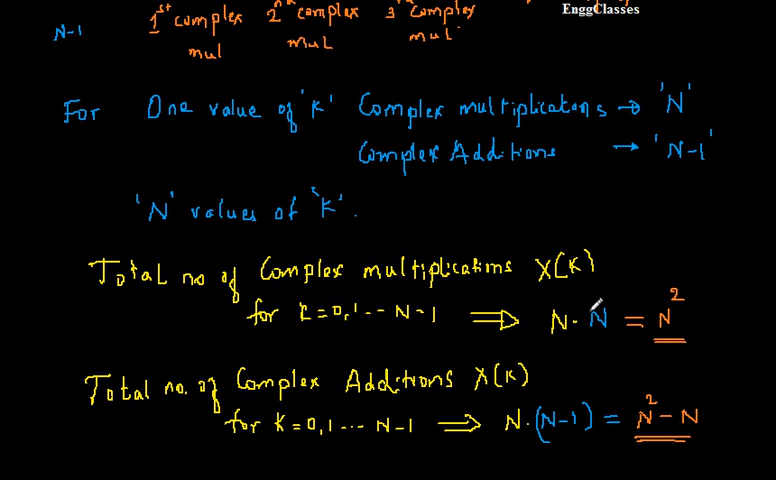 EnggClasses
1st complex 2nd complex 3rd complex
N-1 mul mul mul
For One value of 'K' Complex multiplicatons → 'N'
Complex Additions → 'N-1'
'N' values of 'K'.
Total no of Complex multiplications X(K)
for K=0,1 --- N-1 ⟹ N. N = N²
Total no. of Complex Additions X(K)
for K=0,1 --- N-1 ⟹ N.(N-1) = N²-N